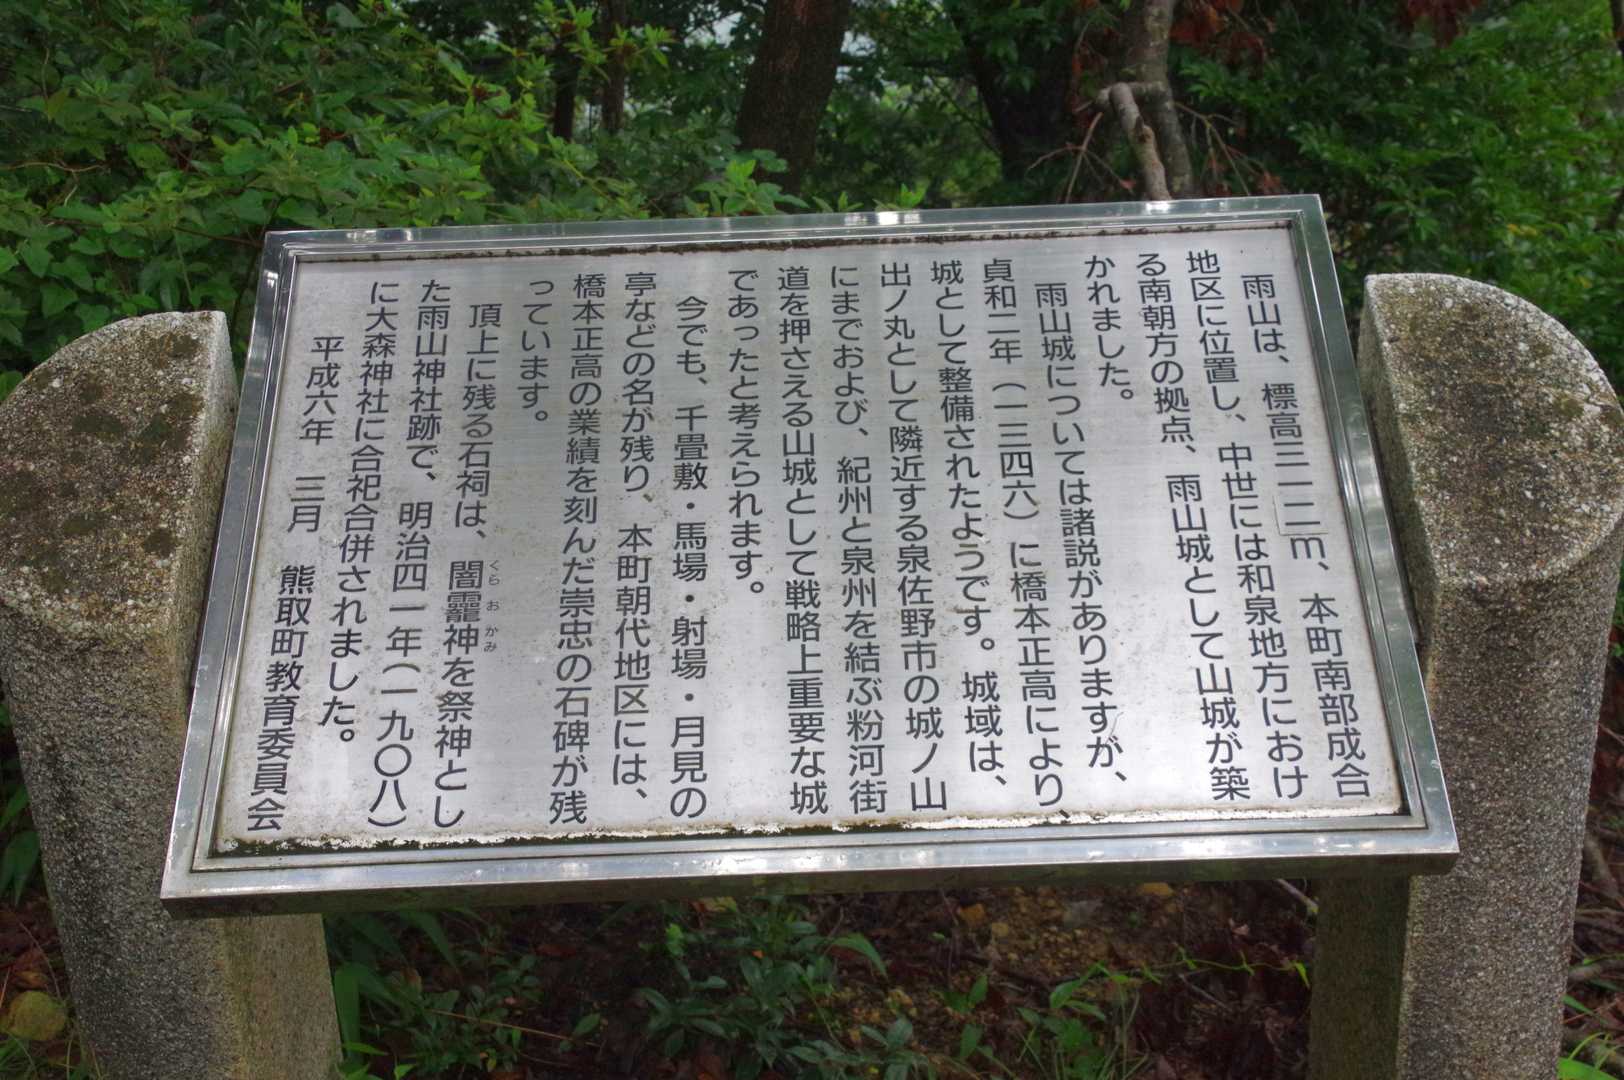 雨山は、標高三一二ｍ、本町南部成合
地区に位置し、中世には和泉地方におけ
る南朝方の拠点、雨山城として山城が築
かれました。
雨山城については諸説がありますが、
貞和二年（一三四六）に橋本正高により、
城として整備されたようです。城域は、
出ノ丸として隣近する泉佐野市の城ノ山
にまでおよび、紀州と泉州を結ぶ粉河街
道を押さえる山城として戦略上重要な城
であったと考えられます。
今でも、千畳敷・馬場・射場・月見の
亭などの名が残り、本町朝代地区には、
橋本正高の業績を刻んだ崇忠の石碑が残
っています。
頂上に残る石祠は、闇龗神を祭神とし
くらおかみ
た雨山神社跡で、明治四一年（一九〇八）
に大森神社に合祀合併されました。
平成六年　三月　熊取町教育委員会